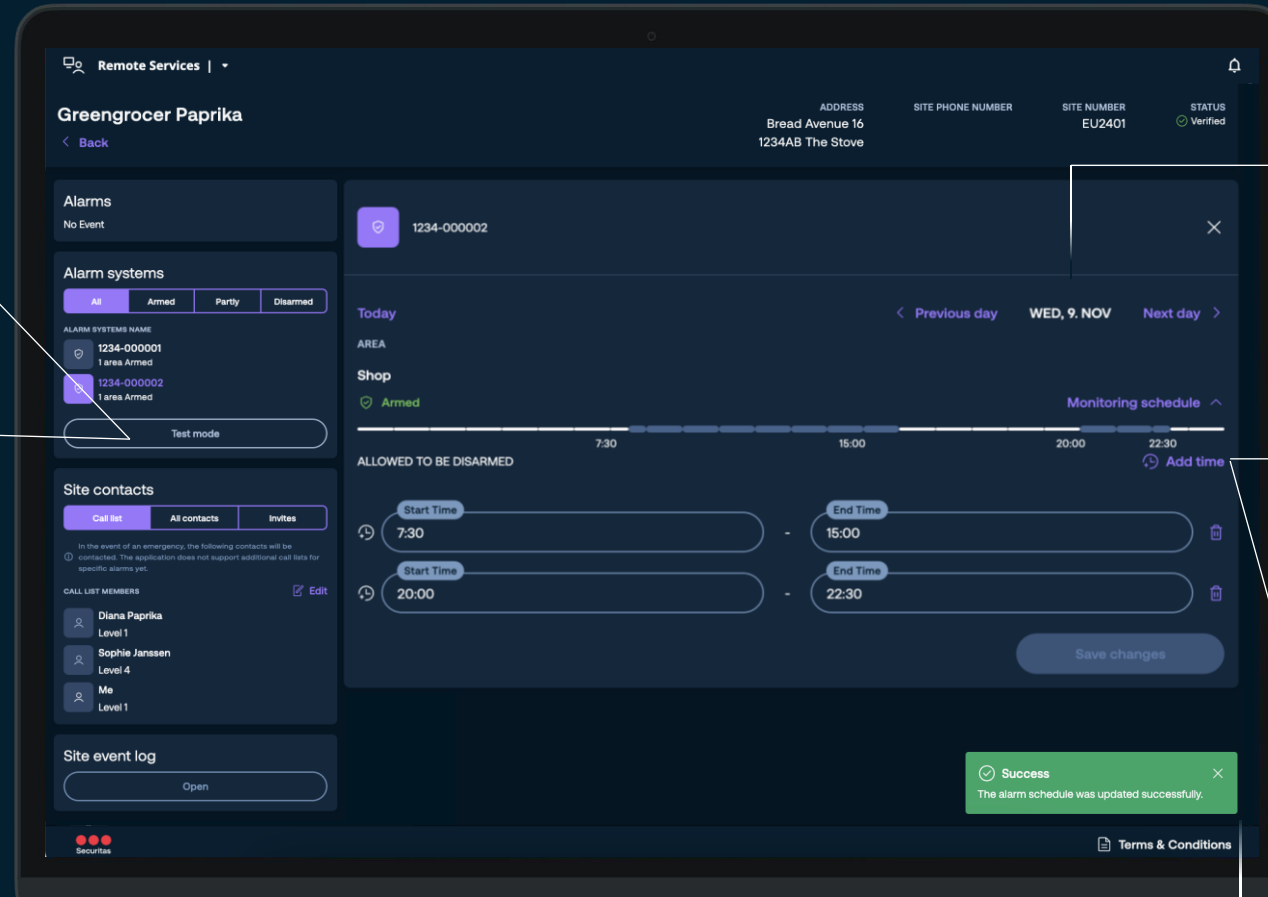 Remote Services |
Greengrocer Paprika
Back
ADDRESS
Bread Avenue 16
1234AB The Stove
SITE PHONE NUMBER
SITE NUMBER
EU2401
STATUS
Verified
Alarms
No Event
Alarm systems
All Armed Partly Disarmed
ALARM SYSTEMS NAME
1234-000001
1 area Armed
1234-000002
1 area Armed
Test mode
Site contacts
Call list All contacts Invites
In the event of an emergency, the following contacts will be
contacted. The application does not support additional call lists for
specific alarms yet.
CALL LIST MEMBERS Edit
Diana Paprika
Level 1
Sophie Janssen
Level 4
Me
Level 1
Site event log
Open
1234-000002
Today Previous day WED, 9. NOV Next day
AREA
Shop
Armed Monitoring schedule
7:30 15:00 20:00 22:30
ALLOWED TO BE DISARMED Add time
Start Time End Time
7:30 - 15:00
Start Time End Time
20:00 - 22:30
Save changes
Success
The alarm schedule was updated successfully.
Securitas
Terms & Conditions